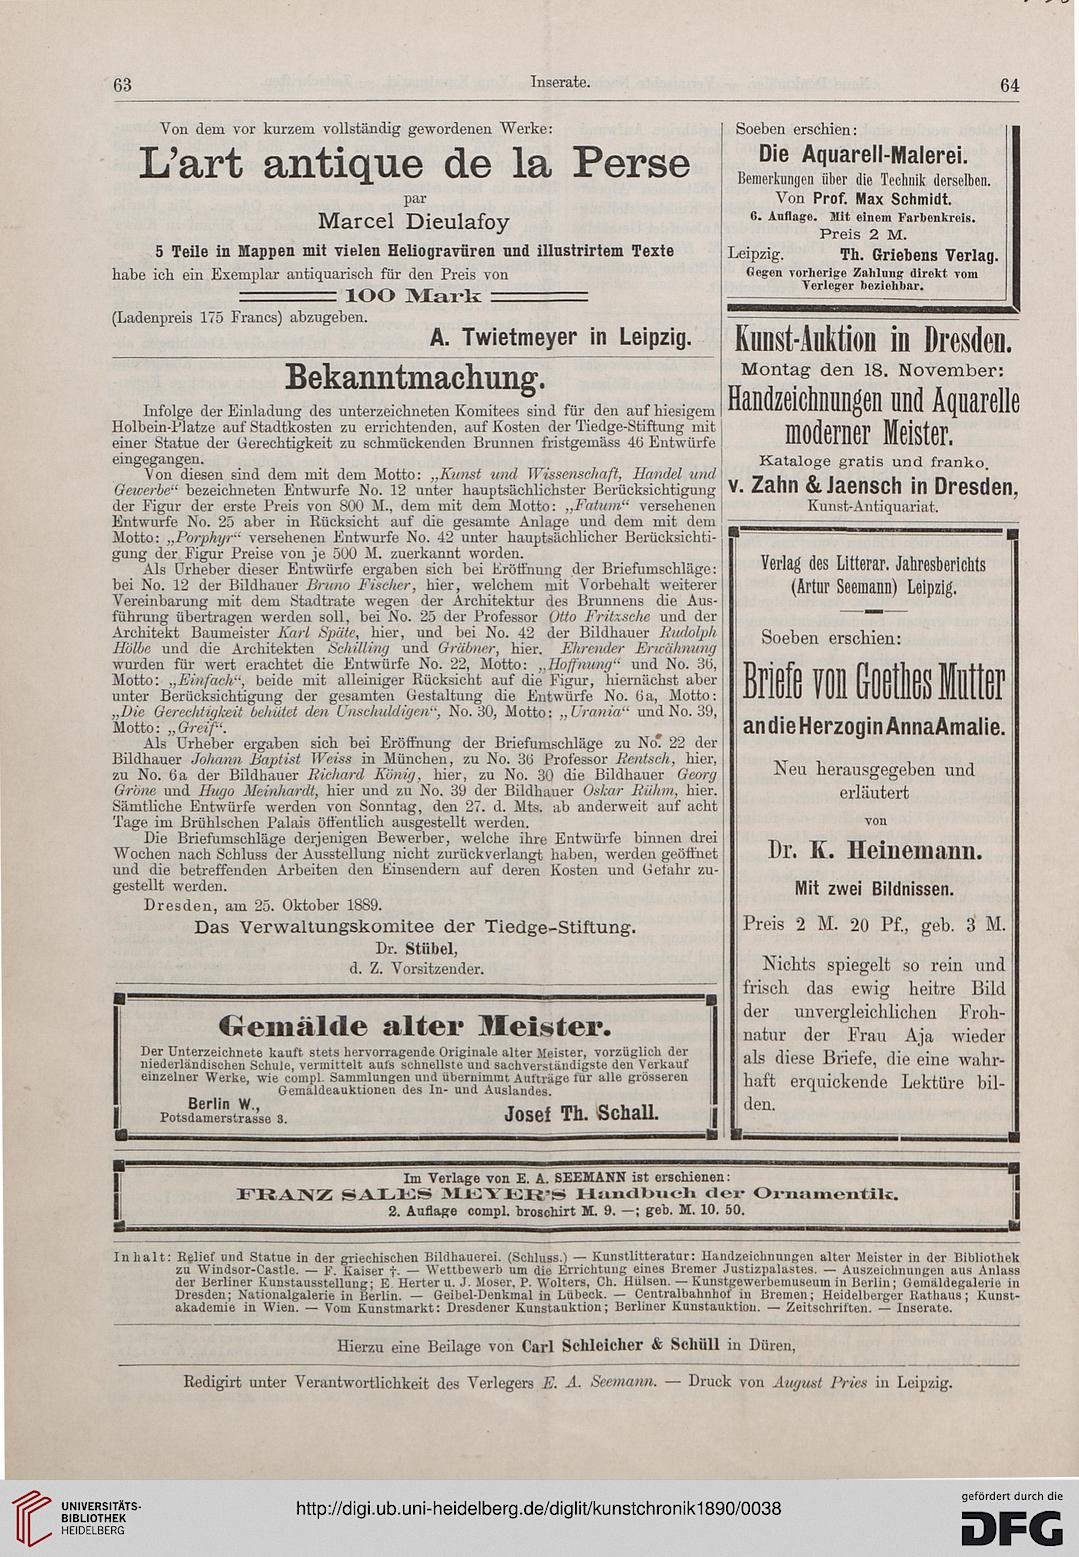 63
Inserate.
64
Von dem vor kurzem vollständig gewordenen Werke:
L'art antique de la Perse
par
Marcel Dieulafoy
5 Teile in Mappen mit vielen Heliogravüren und illustrirtem Texte
habe ich ein Exemplar antiquarisch für den Preis von
100 Mark
(Ladenpreis 175 Francs) abzugeben.
A. Twietmeyer in Leipzig.
Bekanntmachung.
Infolge der Einladung des unterzeichneten Komitees sind für den auf hiesigem
Holbein-Platze auf Stadtkosten zu errichtenden, auf Kosten der Tiedge-Stiftung mit
einer Statue der Gerechtigkeit zu schmückenden Brunnen fristgemäss 46 Entwürfe
eingegangen.
Von diesen sind dem mit dem Motto: „Kunst und Wissenschaft, Handel und
Gewerbe“ bezeichneten Entwurfe No. 12 unter hauptsächlichster Berücksichtigung
der Figur der erste Preis von 800 M., dem mit dem Motto: „Fatum“ versehenen
Entwurfe No. 25 aber in Rücksicht auf die gesamte Anlage und dem mit dem
Motto: „Porphyr“ versehenen Entwurfe No. 42 unter hauptsächlicher Berücksichti-
gung der Figur Preise von je 500 M. zuerkannt worden.
Als Urheber dieser Entwürfe ergaben sich bei Eröffnung der Briefumschläge:
bei No. 12 der Bildhauer Bruno Fischer, hier, welchem mit Vorbehalt weiterer
Vereinbarung mit dem Stadtrate wegen der Architektur des Brunnens die Aus-
führung übertragen werden soll, bei No. 25 der Professor Otto Fritzsche und der
Architekt Baumeister Karl Späte, hier, und bei No. 42 der Bildhauer Rudolph
Hölbe und die Architekten Schilling und Gräbner, hier. Ehrender Erwähnung
wurden für wert erachtet die Entwürfe No. 22, Motto: „Hoffnung“ und No. 36,
Motto: „Einfach“, beide mit alleiniger Rücksicht auf die Figur, hiernächst aber
unter Berücksichtigung der gesamten Gestaltung die Entwürfe No. 6a, Motto:
„Die Gerechtigkeit behütet den Unschuldigen“, No. 30, Motto: „Urania“ und No. 39,
Motto: „Greif“.
Als Urheber ergaben sich bei Eröffnung der Briefumschläge zu No. 22 der
Bildhauer Johann Baptist Weiss in München, zu No. 36 Professor Rentsch, hier,
zu No. 6a der Bildhauer Richard König, hier, zu No. 30 die Bildhauer Georg
Gröne und Hugo Meinhardt, hier und zu No. 39 der Bildhauer Oskar Rühm, hier.
Sämtliche Entwürfe werden von Sonntag, den 27. d. Mts. ab anderweit auf acht
Tage im Brühlschen Palais öffentlich ausgestellt werden.
Die Briefumschläge derjenigen Bewerber, welche ihre Entwürfe binnen drei
Wochen nach Schluss der Ausstellung nicht zurückverlangt haben, werden geöffnet
und die betreffenden Arbeiten den Einsendern auf deren Kosten und Gefahr zu-
gestellt werden.
Dresden, am 25. Oktober 1889.
Das Verwaltungskomitee der Tiedge-Stiftung.
Dr. Stübel,
d. Z. Vorsitzender.
Gemälde alter Meister.
Der Unterzeichnete kauft stets hervorragende Originale alter Meister, vorzüglich der
niederländischen Schule, vermittelt aufs schnellste und sachverständigste den Verkauf
einzelner Werke, wie compl. Sammlungen und übernimmt Aufträge für alle grösseren
Gemäldeauktionen des In- und Auslandes.
Berlin W.,
Potsdamerstrasse 3.
Josef Th. Schall.
Soeben erschien:
Die Aquarell-Malerei.
Bemerkungen über die Technik derselben.
Von Prof. Max Schmidt.
6. Auflage. Mit einem Farbenkreis.
Preis 2 M.
Leipzig. Th. Griebens Verlag.
Gegen vorherige Zahlung direkt vom
Verleger beziehbar.
Kunst-Auktion in Dresden.
Montag den 18. November:
Handzeichnungen und Aquarelle
moderner Meister.
Kataloge gratis und franko.
v. Zahn & Jaensch in Dresden,
Kunst-Antiquariat.
Verlag des Litterar. Jahresberichts
(Artur Seemann) Leipzig.
Soeben erschien:
Briefe von Goethes Mutter
an die Herzogin Anna Amalie.
Neu herausgegeben und
erläutert
von
Dr. K. Heinemann.
Mit zwei Bildnissen.
Preis 2 M. 20 Pf., geb. 3 M.
Nichts spiegelt so rein und
frisch das ewig heitre Bild
der unvergleichlichen Froh-
natur der Frau Aja wieder
als diese Briefe, die eine wahr-
haft erquickende Lektüre bil-
den.
Im Verlage von E. A. SEEMANN ist erschienen:
FRANZ SALES MEYER'S Handbuch der Ornamentik.
2. Auflage compl. broschirt M. 9. —; geb. M. 10. 50.
Inhalt: Relief und Statue in der griechischen Bildhauerei. (Schluss.) — Kunstlitteratur: Handzeichnungen alter Meister in der Bibliothek
zu Windsor-Castle. — F. Kaiser †. — Wettbewerb um die Errichtung eines Bremer Justizpalastes. — Auszeichnungen aus Anlass
der Berliner Kunstausstellung; E. Herter u. J. Moser, P. Wolters, Ch. Hülsen. — Kunstgewerbemuseum in Berlin; Gemäldegalerie in
Dresden; Nationalgalerie in Berlin. — Geibel-Denkmal in Lübeck. — Centralbahnhof in Bremen; Heidelberger Rathaus; Kunst-
akademie in Wien. — Vom Kunstmarkt: Dresdener Kunstauktion; Berliner Kunstauktion. — Zeitschriften. — Inserate.
Hierzu eine Beilage von Carl Schleicher & Schüll in Düren,
Redigirt unter Verantwortlichkeit des Verlegers E. A. Seemann. — Druck von August Pries in Leipzig.
UNIVERSITÄTS-
BIBLIOTHEK
HEIDELBERG
http://digi.ub.uni-heidelberg.de/diglit/kunstchronik1890/0038
gefördert durch die
DFG